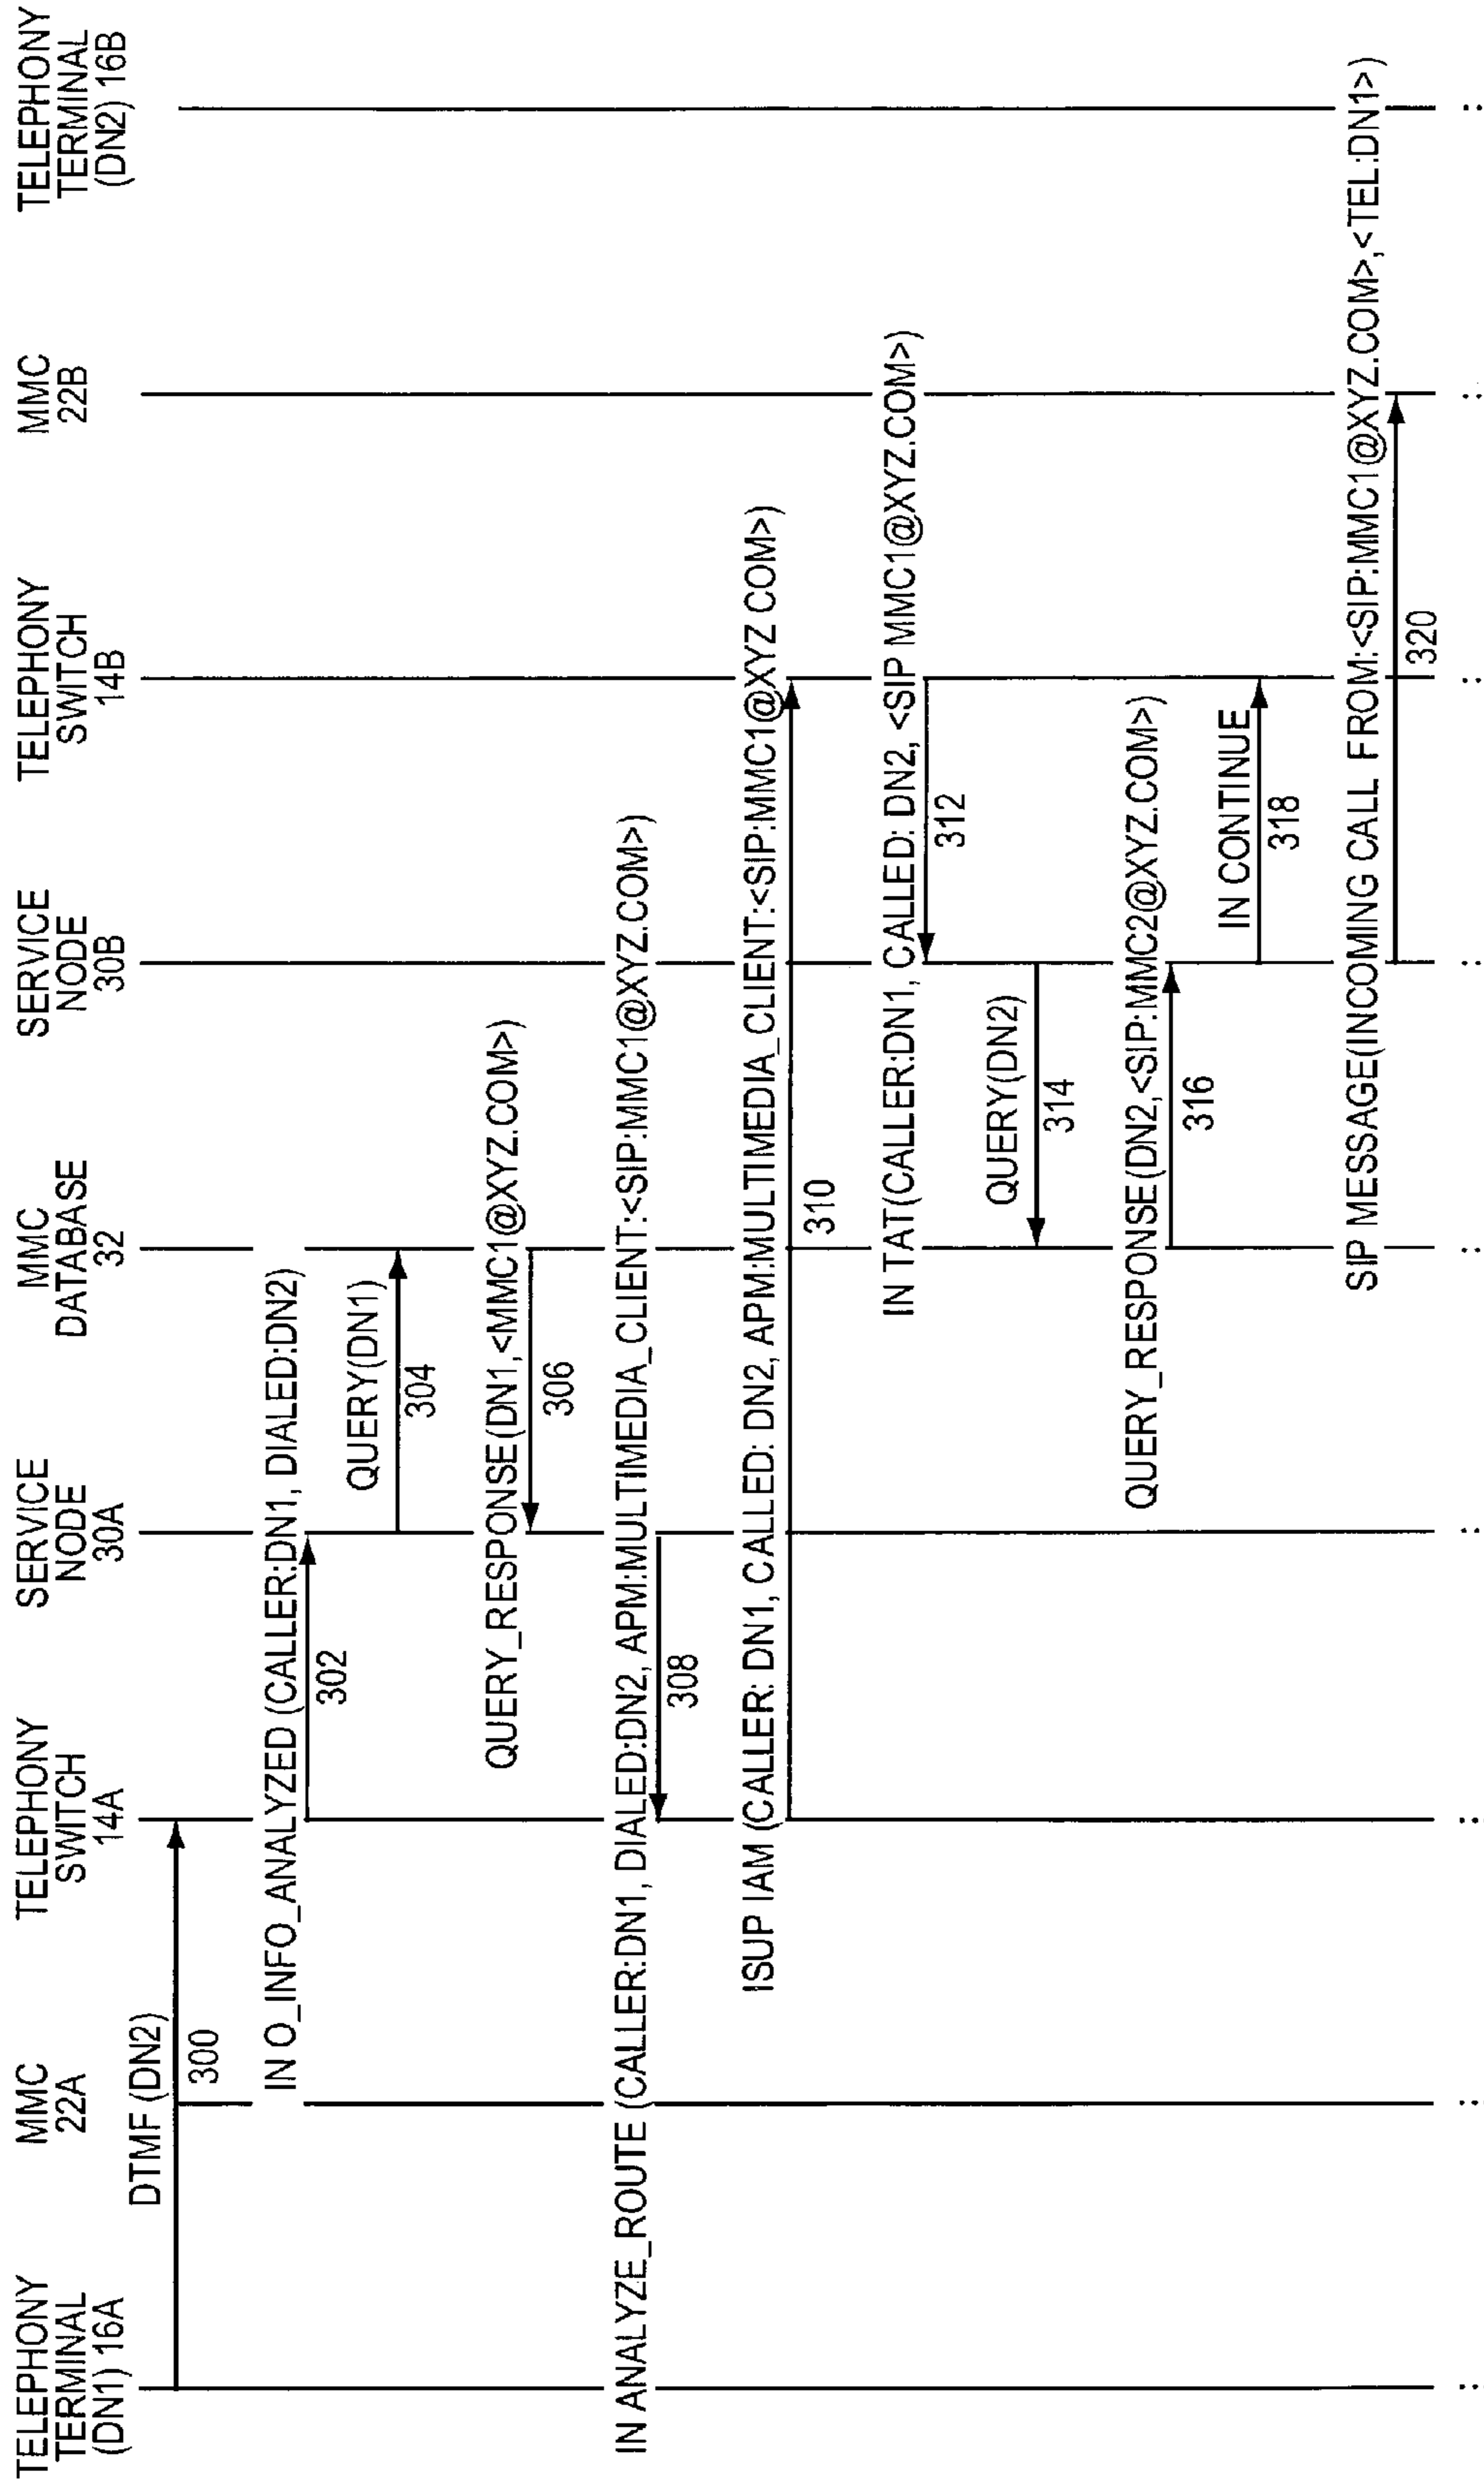 TELEPHONY
TERMINAL
(DN1) 16A
MMC
22A
TELEPHONY
SWITCH
14A
SERVICE
NODE
30A
MMC
DATABASE
32
SERVICE
NODE
30B
TELEPHONY
SWITCH
14B
MMC
22B
TELEPHONY
TERMINAL
(DN2) 16B
DTMF (DN2)
300
IN O_INFO_ANALYZED (CALLER:DN1, DIALED:DN2)
302
QUERY(DN1)
304
QUERY_RESPONSE(DN1,<MMC1@XYZ.COM>)
306
IN ANALYZE_ROUTE (CALLER:DN1, DIALED:DN2, APM:MULTIMEDIA_CLIENT:<SIP:MMC1@XYZ.COM>)
308
ISUP IAM (CALLER: DN1, CALLED: DN2, APM:MULTIMEDIA_CLIENT:<SIP:MMC1@XYZ COM>)
310
IN TAT(CALLER:DN1, CALLED: DN2, <SIP MMC1@XYZ.COM>)
312
QUERY(DN2)
314
QUERY_RESPONSE(DN2,<SIP:MMC2@XYZ.COM>)
316
IN CONTINUE
318
SIP MESSAGE(INCOMING CALL FROM:<SIP:MMC1@XYZ.COM>,<TEL:DN1>)
320